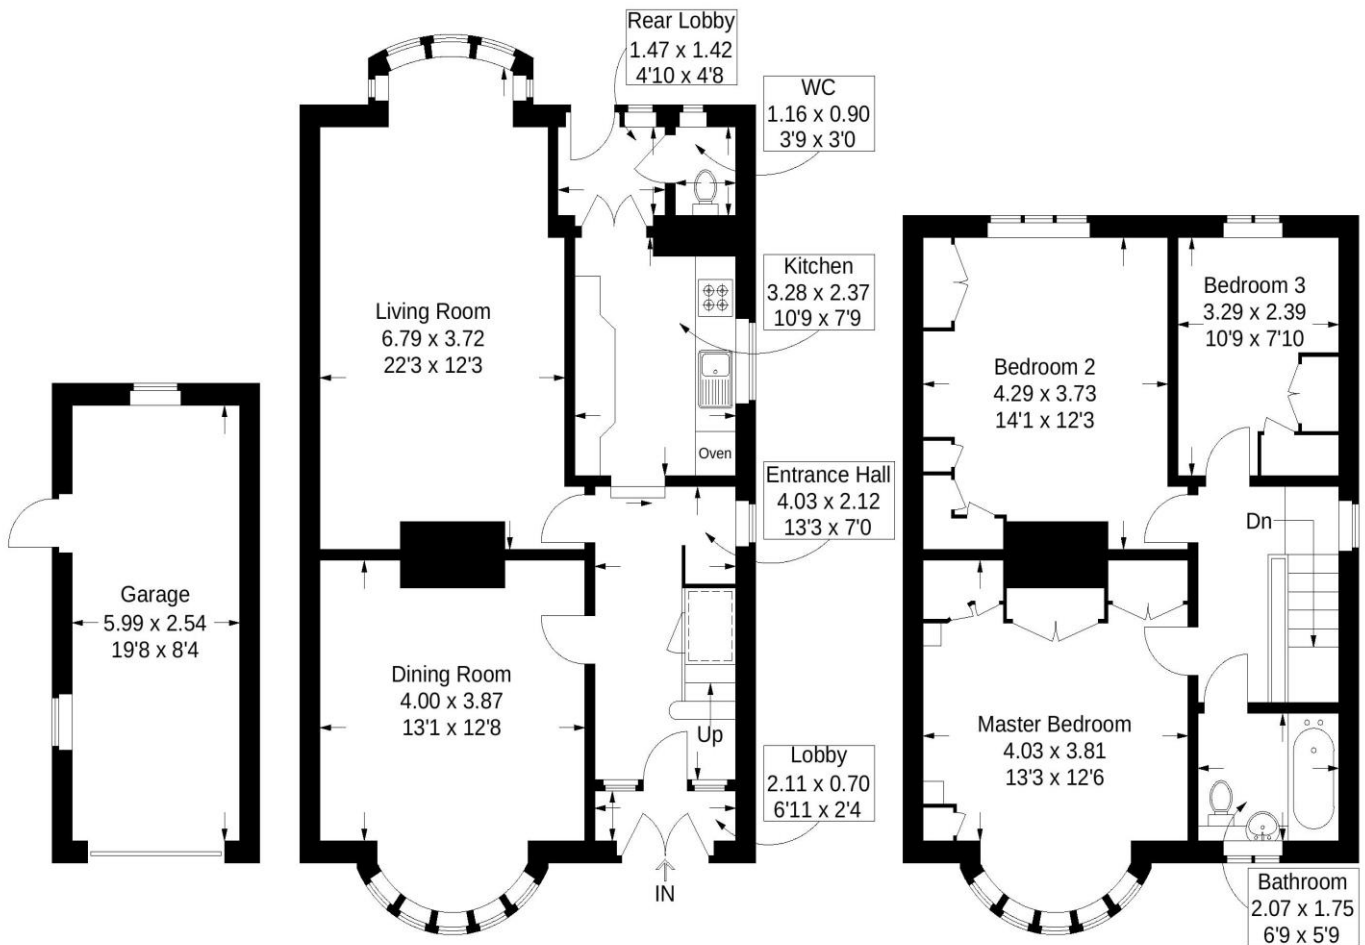 Rear Lobby
1.47 x 1.42
4'10 x 4'8
WC
1.16 x 0.90
3'9 x 3'0
Kitchen
3.28 x 2.37
10'9 x 7'9
Living Room
6.79 x 3.72
22'3 x 12'3
Oven
Entrance Hall
4.03 x 2.12
13'3 x 7'0
Garage
5.99 x 2.54
19'8 x 8'4
Dining Room
4.00 x 3.87
13'1 x 12'8
Up
Lobby
2.11 x 0.70
6'11 x 2'4
IN
Bedroom 3
3.29 x 2.39
10'9 x 7'10
Bedroom 2
4.29 x 3.73
14'1 x 12'3
Dn
Master Bedroom
4.03 x 3.81
13'3 x 12'6
Bathroom
2.07 x 1.75
6'9 x 5'9